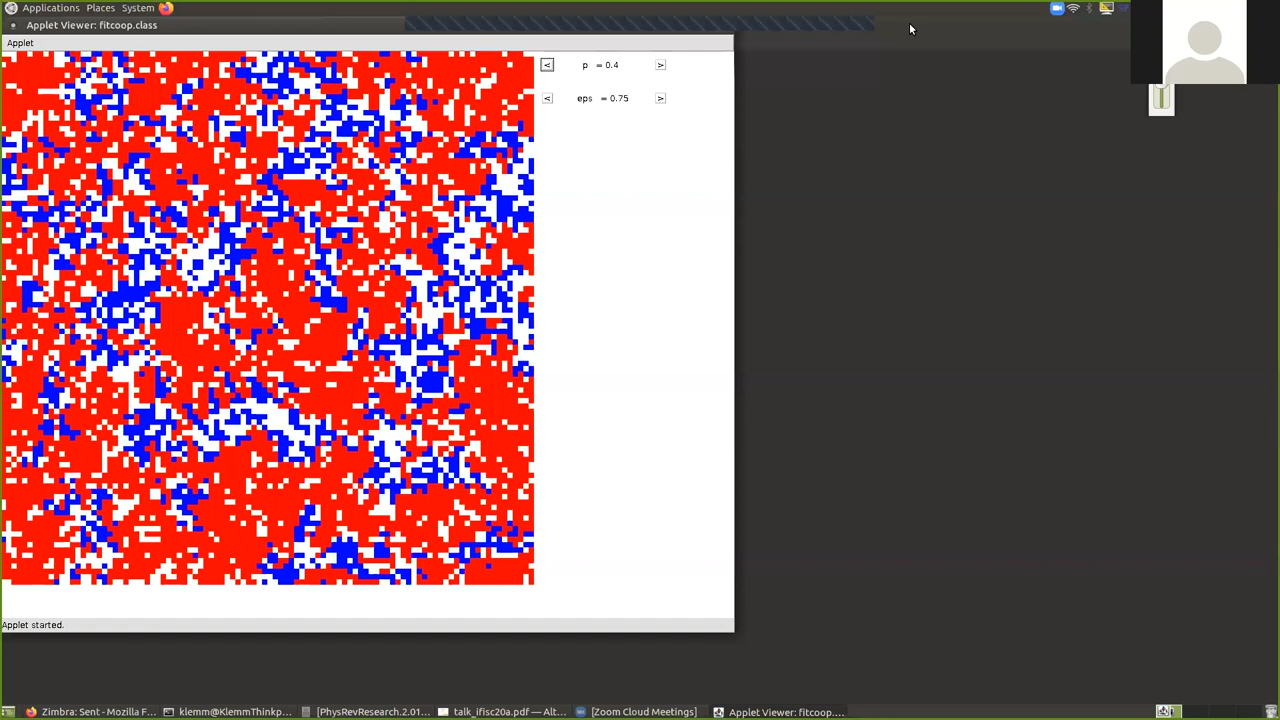 Applications Places System
Applet Viewer: fitcoop.class
Applet
< p = 0.4 >
< eps = 0.75 >
Applet started.
Zimbra: Sent - Mozilla F... klemm@KlemmThinkp... [PhysRevResearch.2.01... talk_ifisc20a.pdf — Atl... [Zoom Cloud Meetings] Applet Viewer: fitcoop....